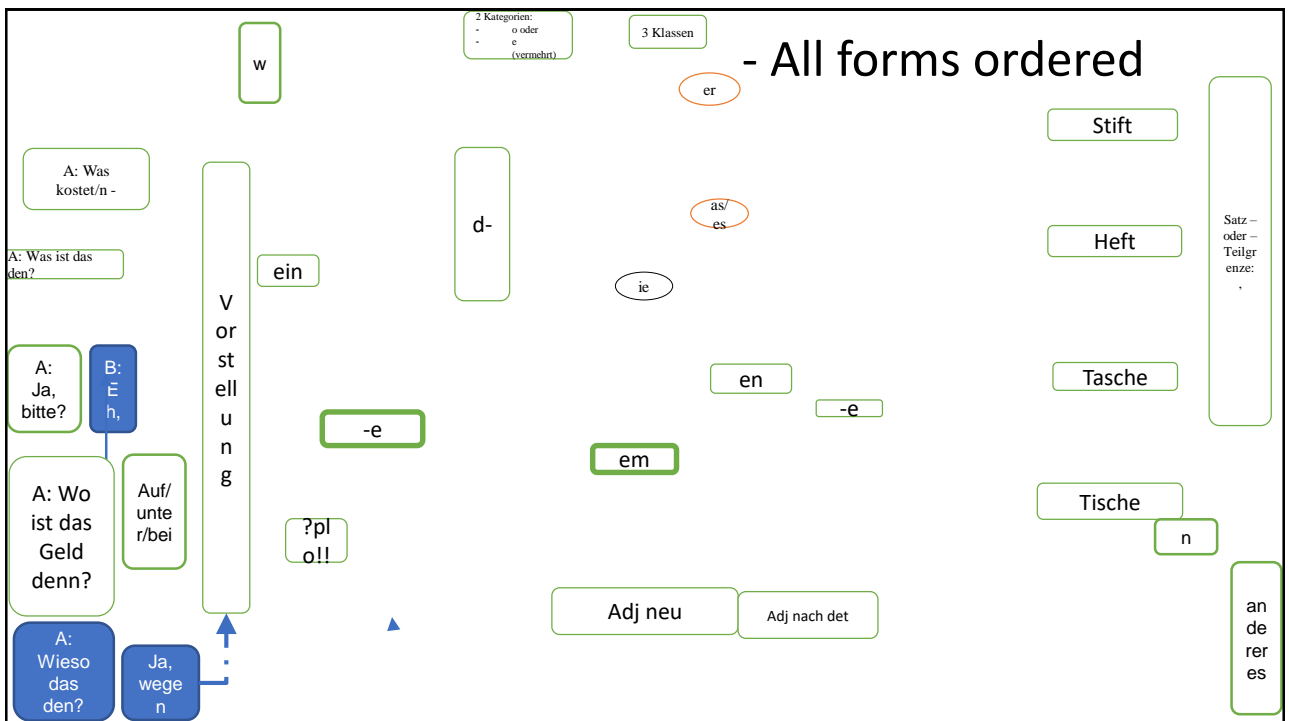 2 Kategorien:
- o oder
- e
(vermehrt)
3 Klassen
- All forms ordered
w
er
Stift
A: Was
kostet/n -
d-
as/
es
Heft
Satz –
oder –
Teilgr
enze:
,
A: Was ist das
den?
ein
ie
V
or
st
ell
u
n
g
A:
Ja,
bitte?
B:
E
h,
en
-e
Tasche
-e
em
A: Wo
ist das
Geld
denn?
Auf/
unte
r/bei
?pl
o!!
Tische
n
Adj neu
Adj nach det
an
de
rer
es
A:
Wieso
das
den?
Ja,
wege
n